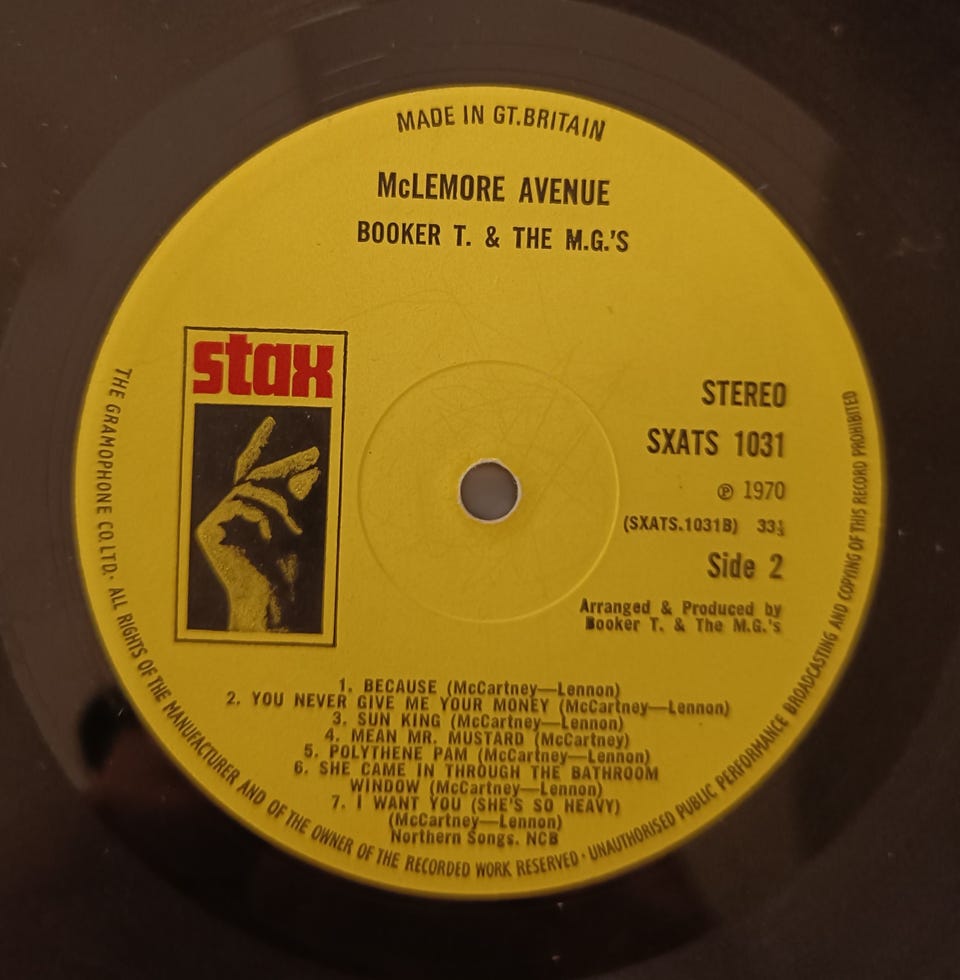 MADE IN GT.BRITAIN
McLEMORE AVENUE
BOOKER T. & THE M.G.'S
stax
STEREO
SXATS 1031
℗ 1970
(SXATS.1031B) 33⅓
Side 2
Arranged & Produced by
Booker T. & The M.G.'s
1. BECAUSE (McCartney—Lennon)
2. YOU NEVER GIVE ME YOUR MONEY (McCartney—Lennon)
3. SUN KING (McCartney—Lennon)
4. MEAN MR. MUSTARD (McCartney)
5. POLYTHENE PAM (McCartney—Lennon)
6. SHE CAME IN THROUGH THE BATHROOM
WINDOW (McCartney—Lennon)
7. I WANT YOU (SHE'S SO HEAVY)
(McCartney—Lennon)
Northern Songs. NCB
THE GRAMOPHONE CO.LTD· ALL RIGHTS OF THE MANUFACTURER AND OF THE OWNER OF THE RECORDED WORK RESERVED · UNAUTHORISED PUBLIC PERFORMANCE BROADCASTING AND COPYING OF THIS RECORD PROHIBITED